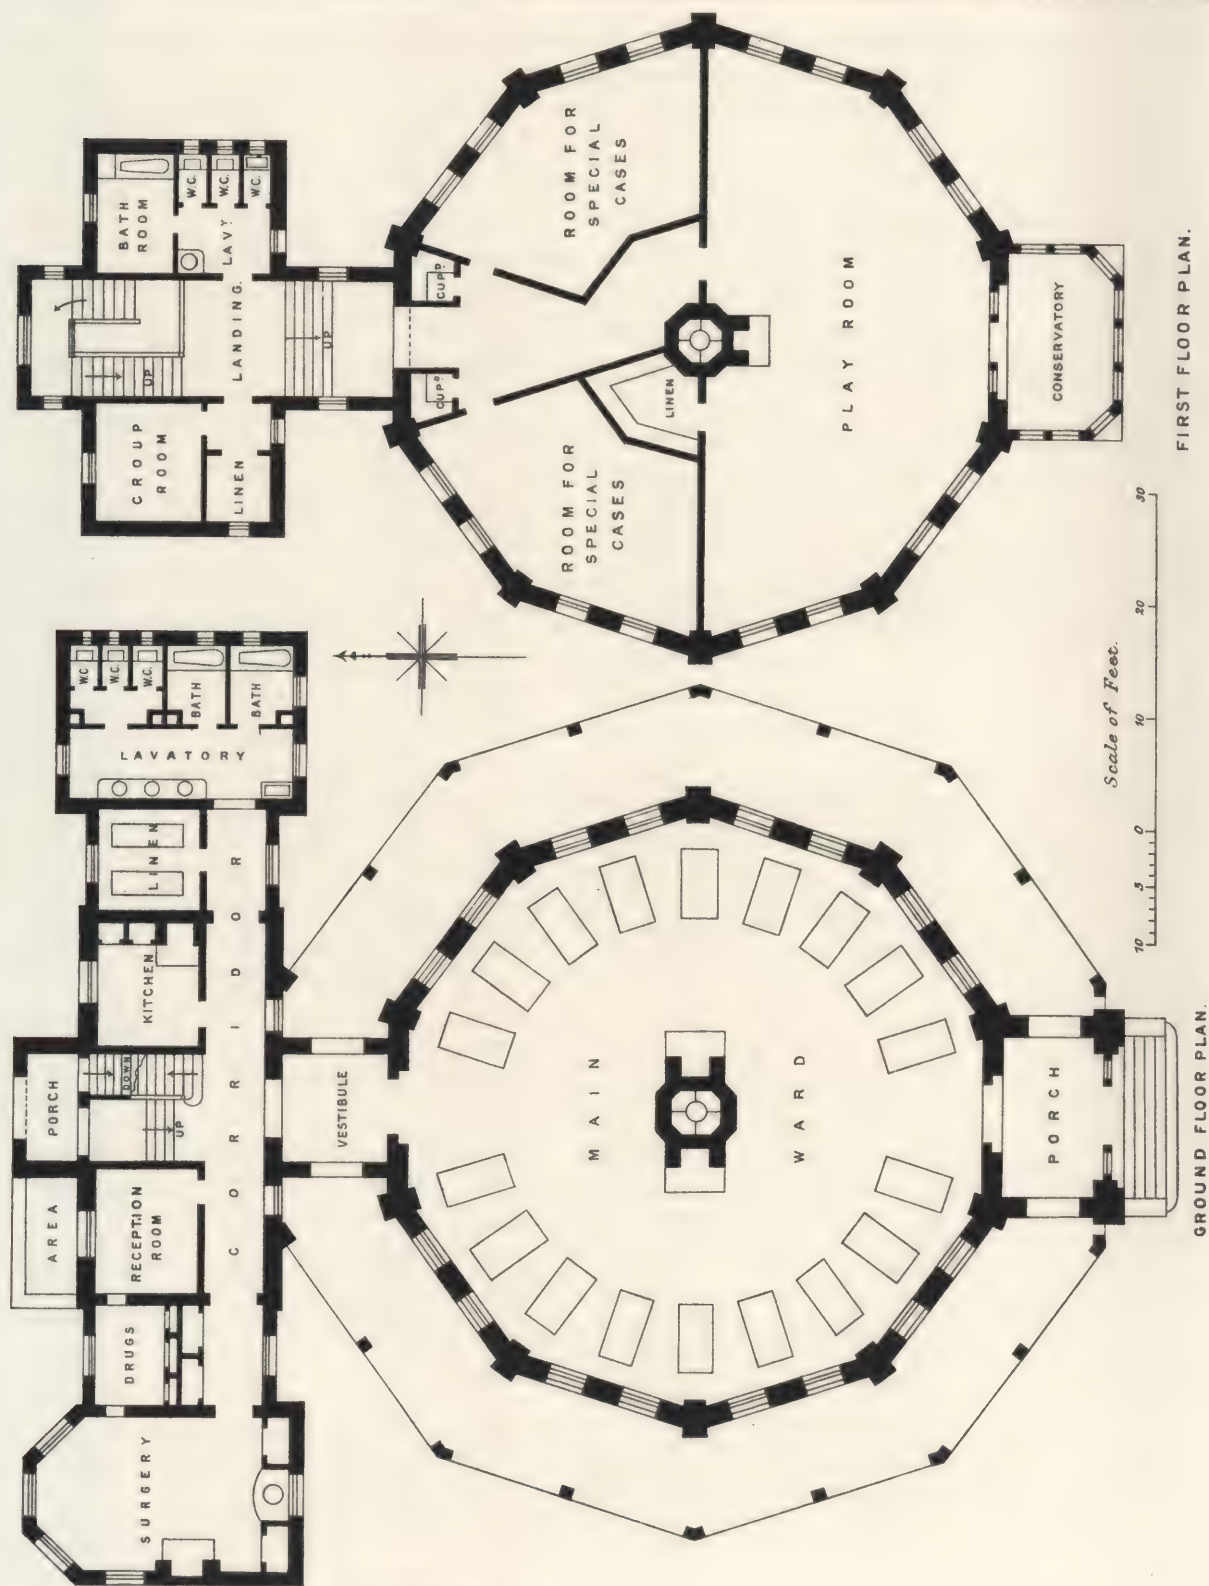 BATH
ROOM
W.C.
W.C.
W.C.
LAVY.
LANDING.
UP
UP
CROUP
ROOM
LINEN
CUPD.
CUPD.
ROOM FOR
SPECIAL
CASES
ROOM FOR
SPECIAL
CASES
LINEN
PLAY ROOM
CONSERVATORY
FIRST FLOOR PLAN.
Scale of Feet.
10 5 0 10 20 30
W.C.
W.C.
W.C.
BATH
BATH
LAVATORY
LINEN
KITCHEN
PORCH
DOWN
UP
AREA
RECEPTION
ROOM
DRUGS
SURGERY
CORRIDOR
VESTIBULE
MAIN
WARD
PORCH
GROUND FLOOR PLAN.